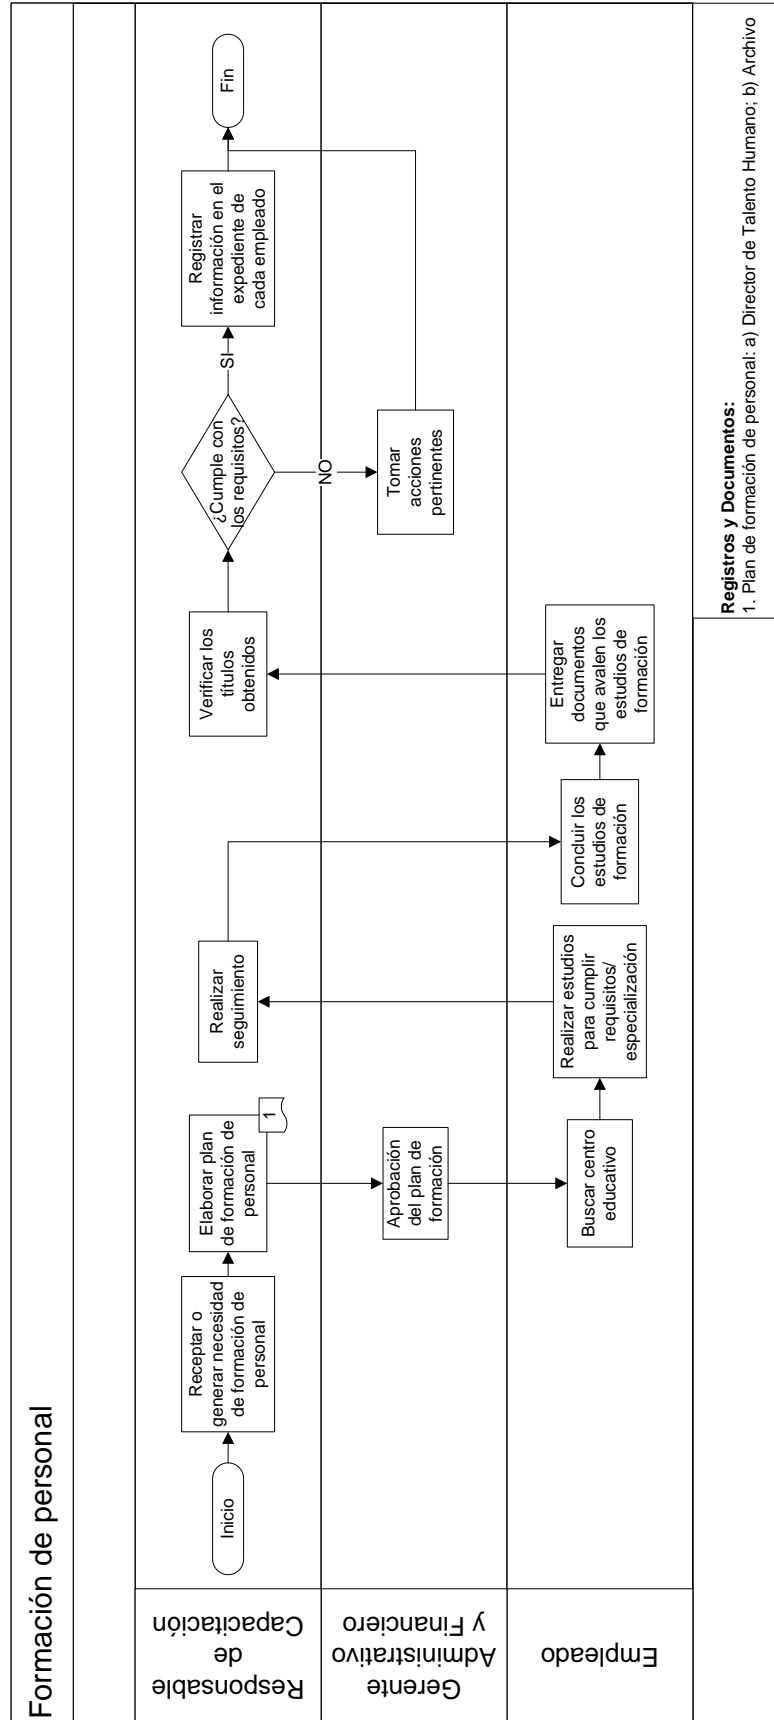 Formación de personal
Responsable
de
Capacitación
Inicio
Receptar o
generar necesidad
de formación de
personal
Elaborar plan
de formación de
personal
1
Realizar
seguimiento
Verificar los
títulos
obtenidos
¿Cumple con
los requisitos?
SI
NO
Registrar
información en el
expediente de
cada empleado
Fin
Gerente
Administrativo
y Financiero
Aprobación
del plan de
formación
Tomar
acciones
pertinentes
Empleado
Buscar centro
educativo
Realizar estudios
para cumplir
requisitos/
especialización
Concluir los
estudios de
formación
Entregar
documentos
que avalen los
estudios de
formación
Registros y Documentos:
1. Plan de formación de personal: a) Director de Talento Humano; b) Archivo